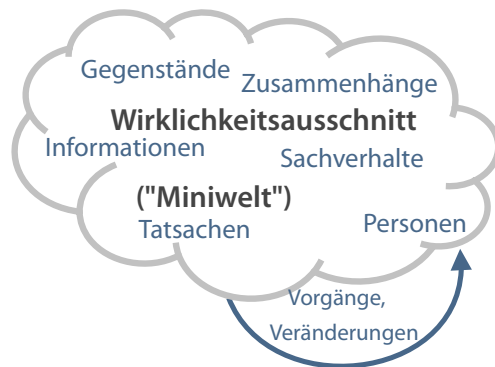 Gegenstände
Zusammenhänge
Wirklichkeitsausschnitt
Informationen
Sachverhalte
("Miniwelt")
Tatsachen
Personen
Vorgänge,
Veränderungen